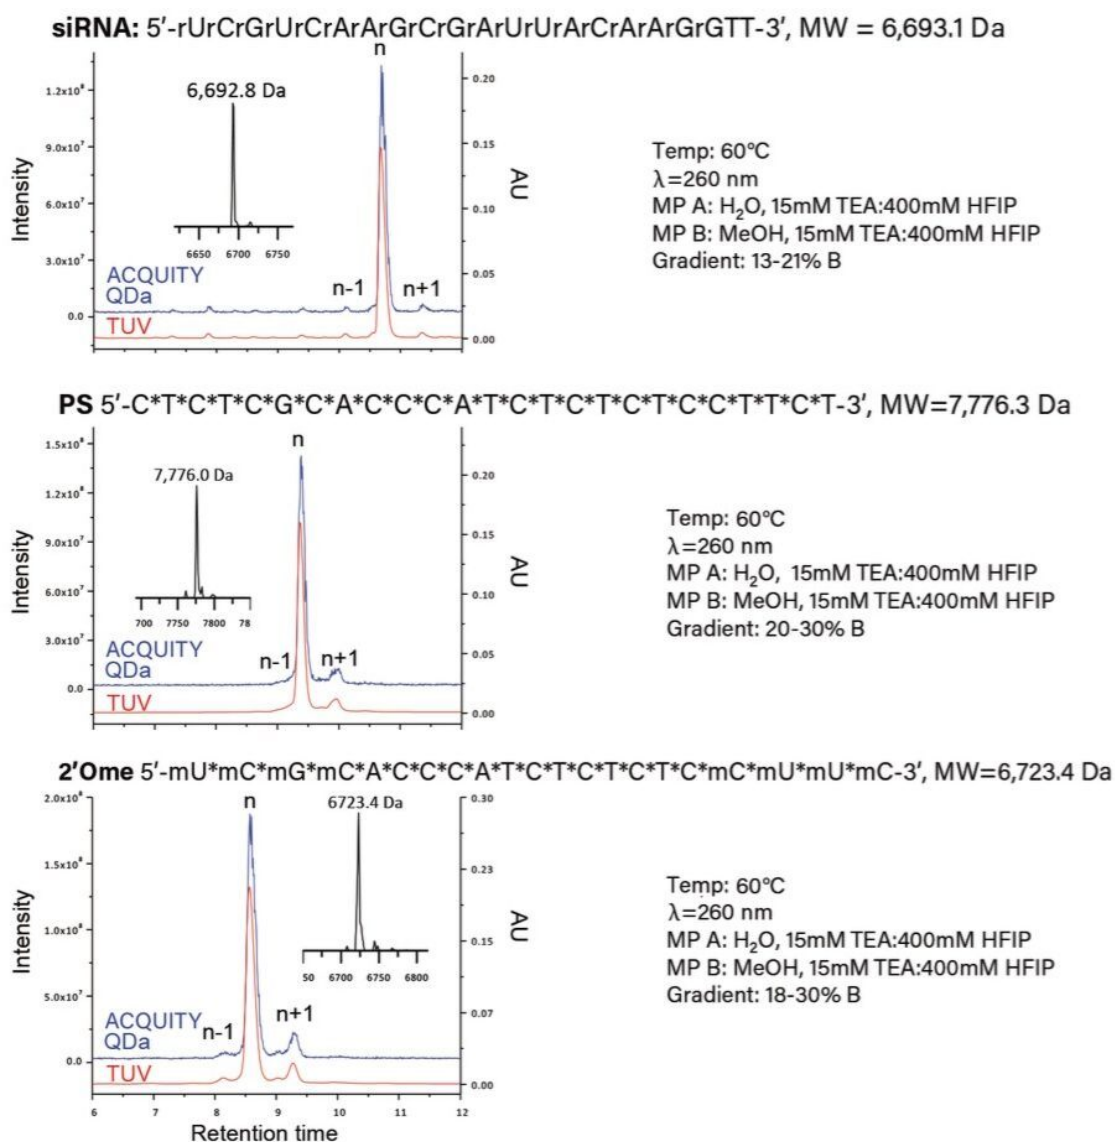 siRNA: 5′-rUrCrGrUrCrArArGrCrGrArUrUrArCrArArGrGTT-3′, MW = 6,693.1 Da
n
1.2x10⁸
9.0x10⁷
6.0x10⁷
3.0x10⁷
0.0
Intensity
6,692.8 Da
6650 6700 6750
0.20
0.15
0.10
0.05
0.00
AU
ACQUITY
QDa
TUV
n-1
n+1
Temp: 60°C
λ=260 nm
MP A: H₂O, 15mM TEA:400mM HFIP
MP B: MeOH, 15mM TEA:400mM HFIP
Gradient: 13-21% B
PS 5′-C*T*C*T*C*G*C*A*C*C*C*A*T*C*T*C*T*C*T*C*C*T*T*C*T-3′, MW=7,776.3 Da
n
1.5x10⁸
1.2x10⁸
9.0x10⁷
6.0x10⁷
3.0x10⁷
0.0
Intensity
7,776.0 Da
700 7750 7800 78
0.20
0.15
0.10
0.05
0.00
AU
ACQUITY
QDa
TUV
n-1
n+1
Temp: 60°C
λ=260 nm
MP A: H₂O, 15mM TEA:400mM HFIP
MP B: MeOH, 15mM TEA:400mM HFIP
Gradient: 20-30% B
2′Ome 5′-mU*mC*mG*mC*A*C*C*C*A*T*C*T*C*T*C*T*C*mC*mU*mU*mC-3′, MW=6,723.4 Da
n
2.0x10⁸
1.5x10⁸
1.0x10⁸
5.0x10⁷
0.0
Intensity
6723.4 Da
50 6700 6750 6800
0.30
0.23
0.15
0.07
0.00
AU
ACQUITY
QDa
TUV
n-1
n+1
6 7 8 9 10 11 12
Retention time
Temp: 60°C
λ=260 nm
MP A: H₂O, 15mM TEA:400mM HFIP
MP B: MeOH, 15mM TEA:400mM HFIP
Gradient: 18-30% B